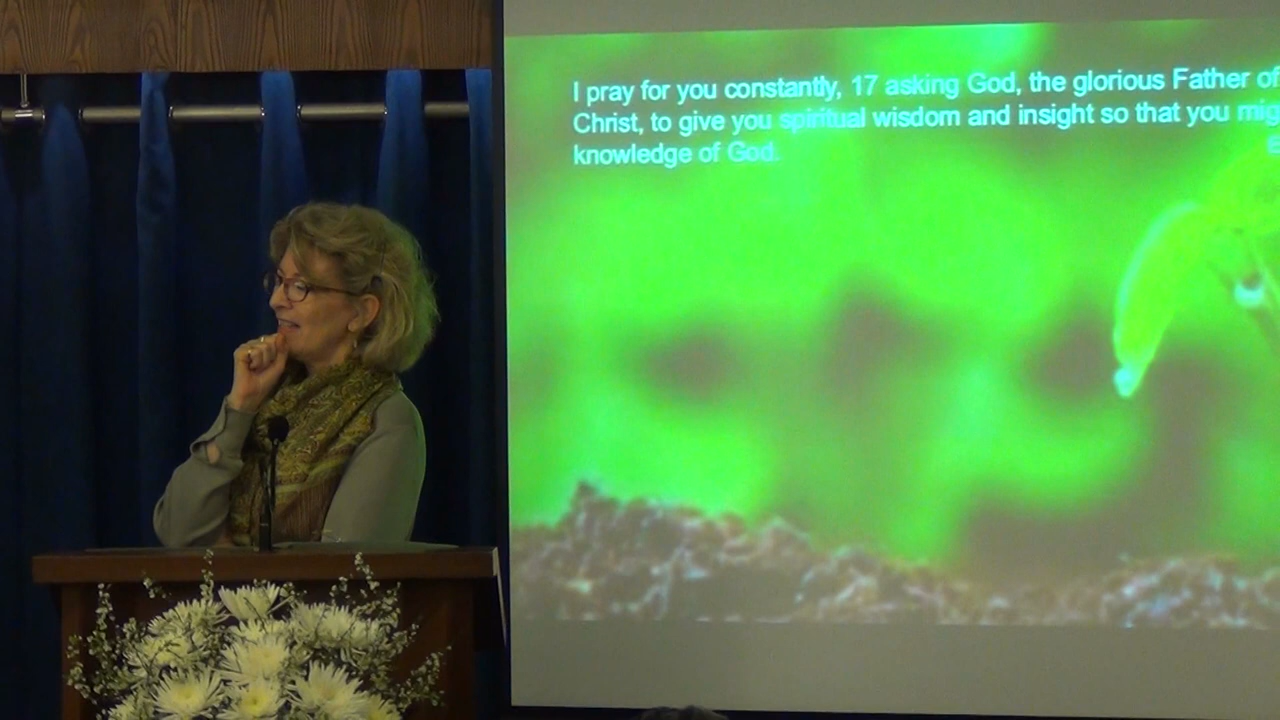 I pray for you constantly, 17 asking God, the glorious Father of
Christ, to give you spiritual wisdom and insight so that you
knowledge of God.